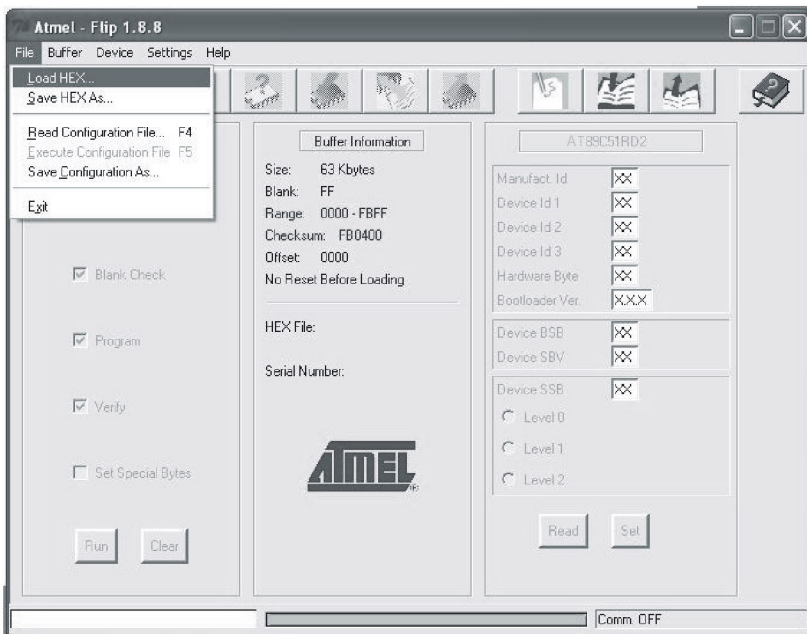 Atmel - Flip 1.8.8
File Buffer Device Settings Help
Load HEX...
Save HEX As...
Read Configuration File... F4
Execute Configuration File F5
Save Configuration As...
Exit
Blank Check
Program
Verify
Set Special Bytes
Run Clear
Buffer Information
Size: 63 Kbytes
Blank: FF
Range: 0000 - FBFF
Checksum: FB0400
Offset: 0000
No Reset Before Loading
HEX File:
Serial Number:
ATMEL
®
AT89C51RD2
Manufact. Id XX
Device Id 1 XX
Device Id 2 XX
Device Id 3 XX
Hardware Byte XX
Bootloader Ver. X.X.X
Device BSB XX
Device SBV XX
Device SSB XX
Level 0
Level 1
Level 2
Read Set
Comm. OFF